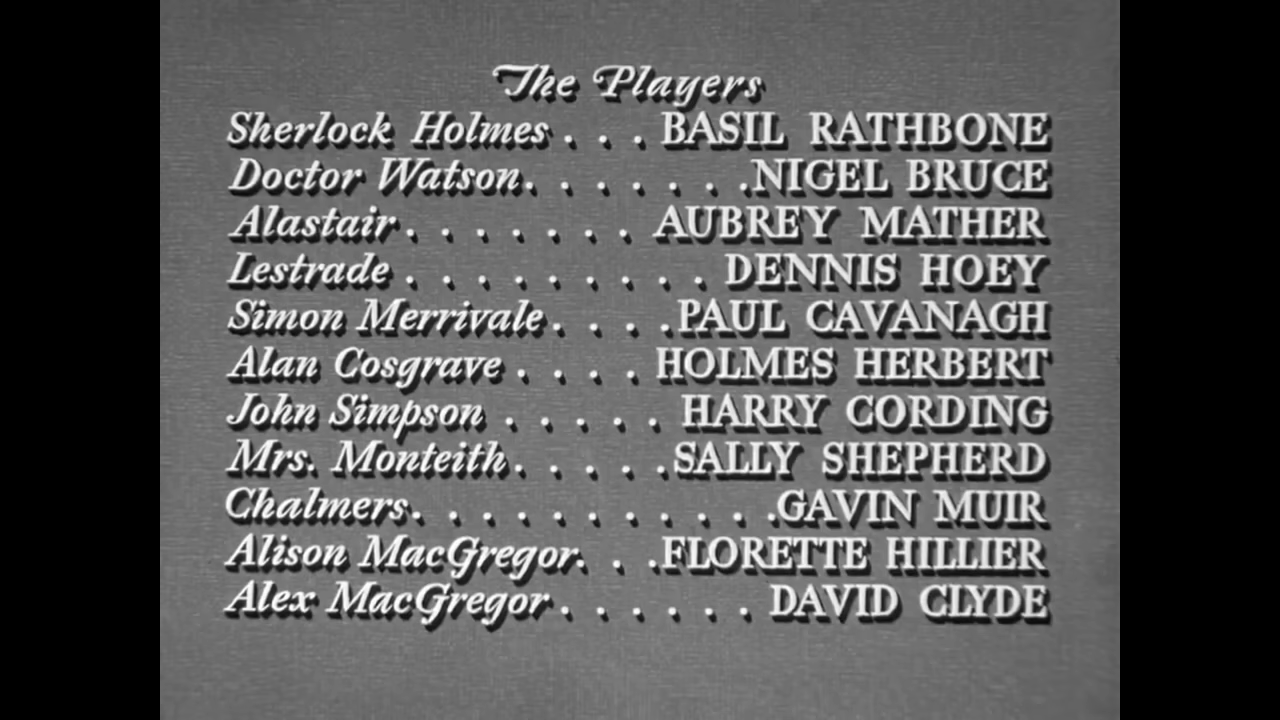 The Players
Sherlock Holmes . . . BASIL RATHBONE
Doctor Watson. . . . . . .NIGEL BRUCE
Alastair. . . . . . . AUBREY MATHER
Lestrade . . . . . . . . . DENNIS HOEY
Simon Merrivale. . . .PAUL CAVANAGH
Alan Cosgrave . . . . HOLMES HERBERT
John Simpson . . . . . HARRY CORDING
Mrs. Monteith. . . . .SALLY SHEPHERD
Chalmers. . . . . . . . . . .GAVIN MUIR
Alison MacGregor. . .FLORETTE HILLIER
Alex MacGregor . . . . . . DAVID CLYDE